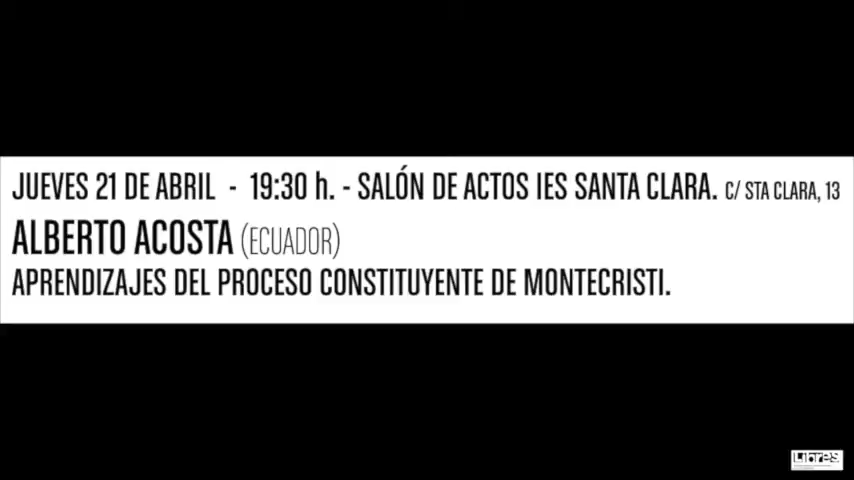 JUEVES 21 DE ABRIL - 19:30 h. - SALÓN DE ACTOS IES SANTA CLARA. C/ STA CLARA, 13
ALBERTO ACOSTA (ECUADOR)
APRENDIZAJES DEL PROCESO CONSTITUYENTE DE MONTECRISTI.
LIBRES